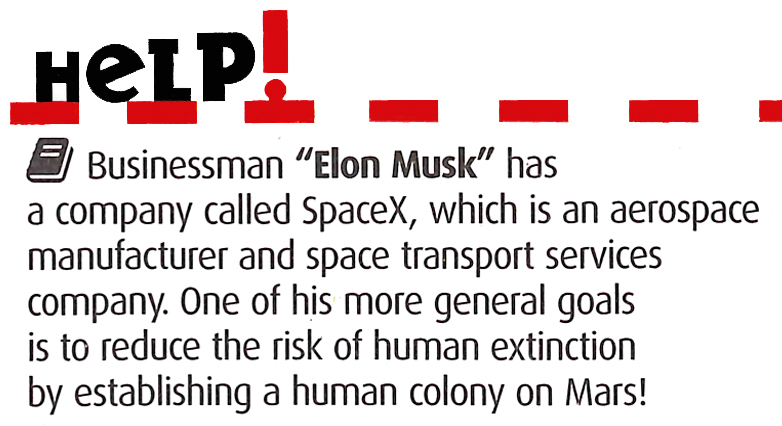 HeLP!
Businessman “Elon Musk” has
a company called SpaceX, which is an aerospace
manufacturer and space transport services
company. One of his more general goals
is to reduce the risk of human extinction
by establishing a human colony on Mars!